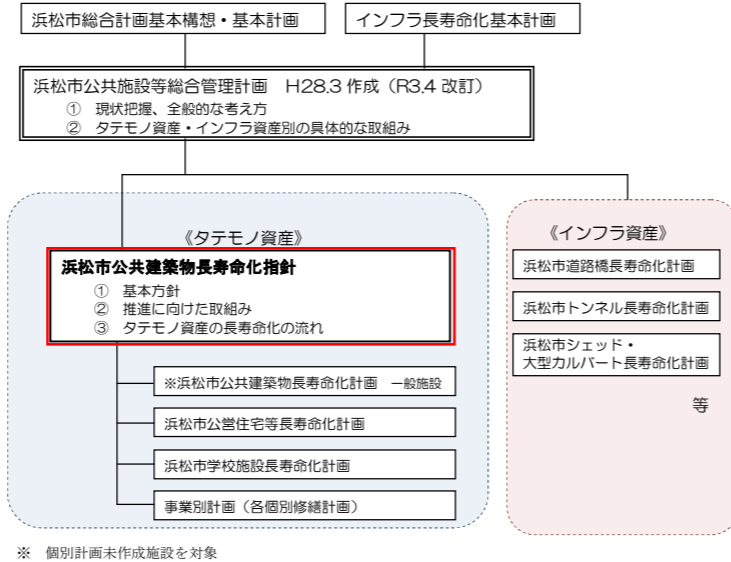 浜松市総合計画基本構想・基本計画
インフラ長寿命化基本計画
浜松市公共施設等総合管理計画　H28.3 作成（R3.4 改訂）
① 現状把握、全般的な考え方
② タテモノ資産・インフラ資産別の具体的な取組み
《タテモノ資産》
浜松市公共建築物長寿命化指針
① 基本方針
② 推進に向けた取組み
③ タテモノ資産の長寿命化の流れ
※浜松市公共建築物長寿命化計画　一般施設
浜松市公営住宅等長寿命化計画
浜松市学校施設長寿命化計画
事業別計画（各個別修繕計画）
《インフラ資産》
浜松市道路橋長寿命化計画
浜松市トンネル長寿命化計画
浜松市シェッド・
大型カルバート長寿命化計画
等
※　個別計画未作成施設を対象